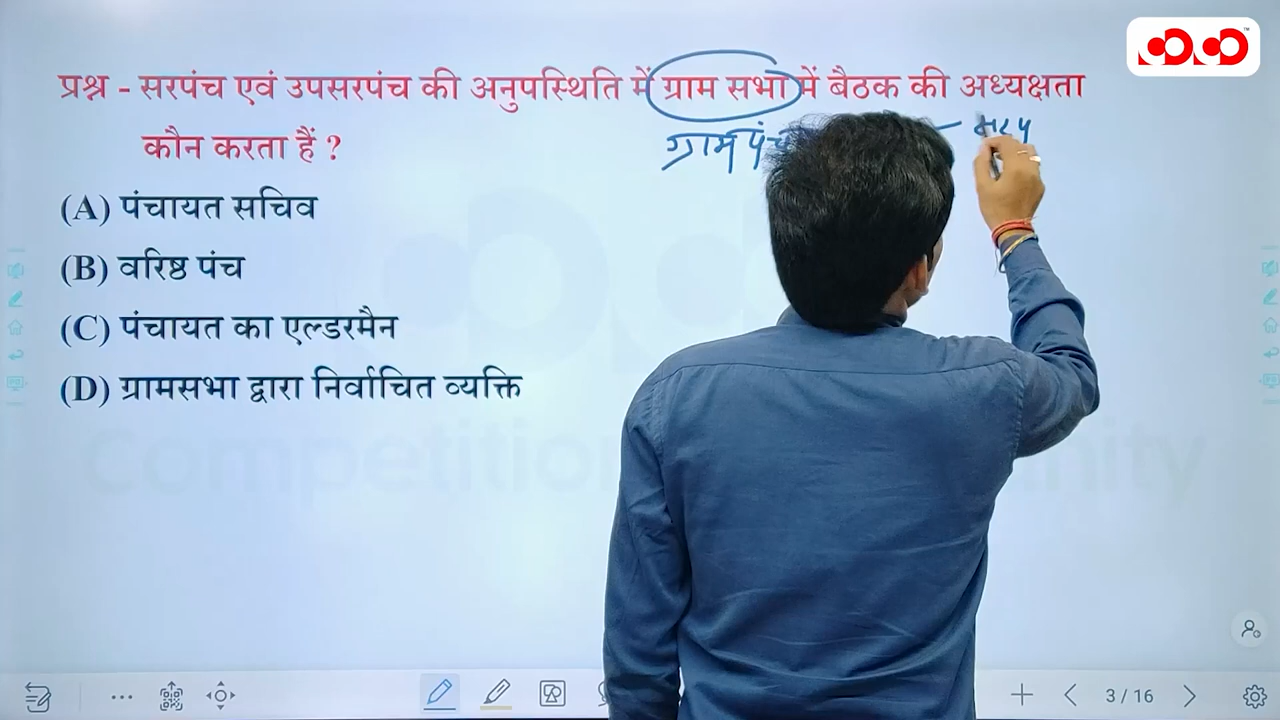 प्रश्न - सरपंच एवं उपसरपंच की अनुपस्थिति में ग्राम सभा में बैठक की अध्यक्षता
कौन करता हैं ?
ग्राम
(A) पंचायत सचिव
(B) वरिष्ठ पंच
(C) पंचायत का एल्डरमैन
(D) ग्रामसभा द्वारा निर्वाचित व्यक्ति
3 / 16